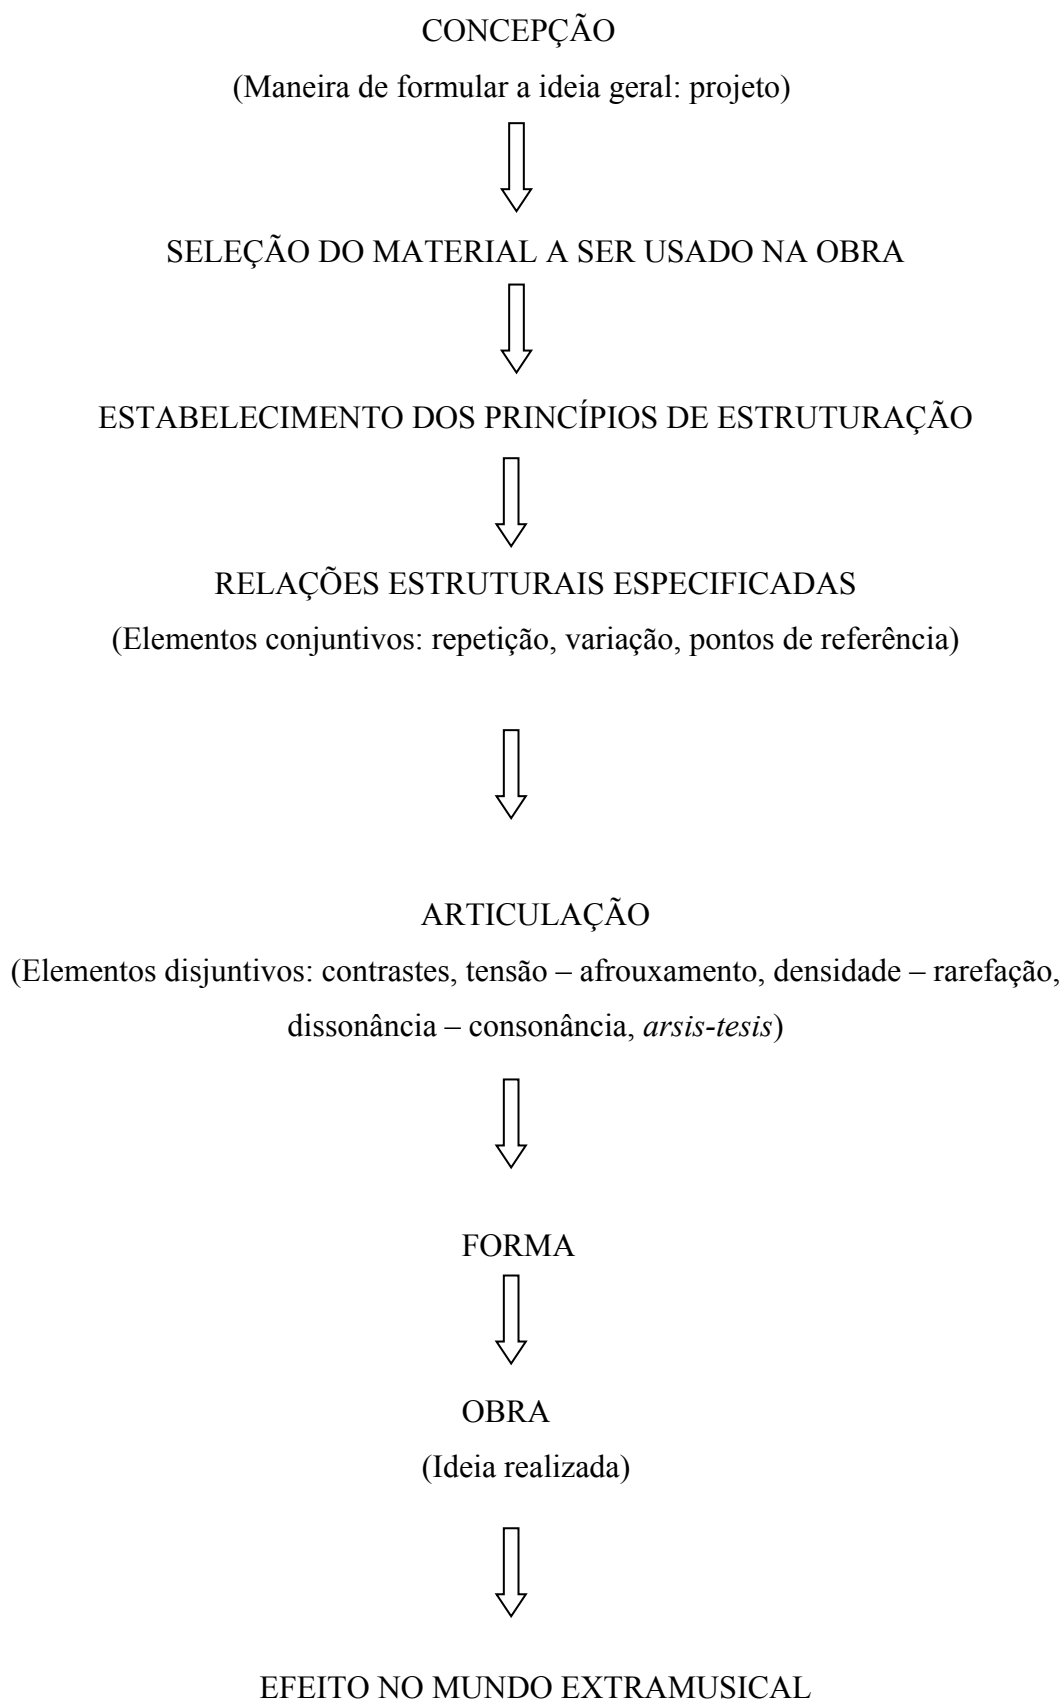 CONCEPÇÃO
(Maneira de formular a ideia geral: projeto)
SELEÇÃO DO MATERIAL A SER USADO NA OBRA
ESTABELECIMENTO DOS PRINCÍPIOS DE ESTRUTURAÇÃO
RELAÇÕES ESTRUTURAIS ESPECIFICADAS
(Elementos conjuntivos: repetição, variação, pontos de referência)
ARTICULAÇÃO
(Elementos disjuntivos: contrastes, tensão – afrouxamento, densidade – rarefação,
dissonância – consonância, arsis-tesis)
FORMA
OBRA
(Ideia realizada)
EFEITO NO MUNDO EXTRAMUSICAL